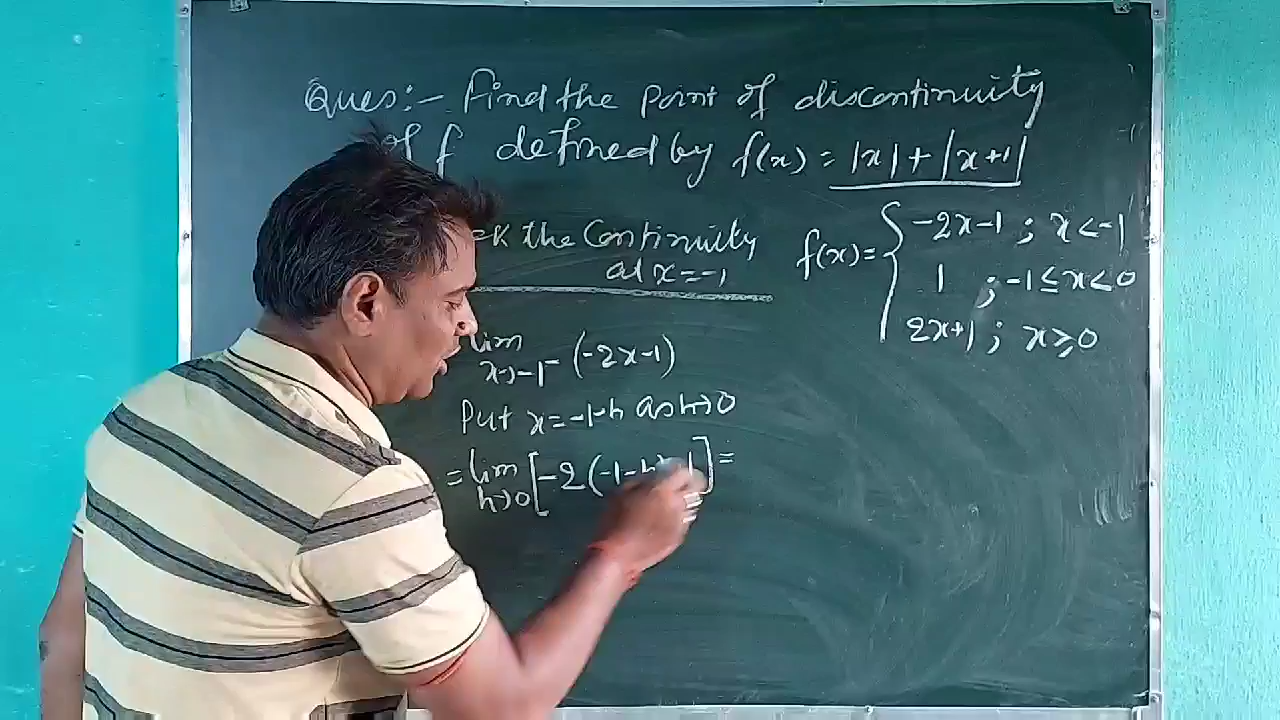 Ques:- Find the point of discontinuity
of f defined by f(x) = |x| + |x+1|
the Continuity
at x=-1
f(x)= { -2x-1 ; x<-1
1 ; -1≤x<0
2x+1 ; x≥0
lim x→-1⁻ (-2x-1)
Put x=-1-h as h→0
= lim h→0 [-2(-1-h)-1] =